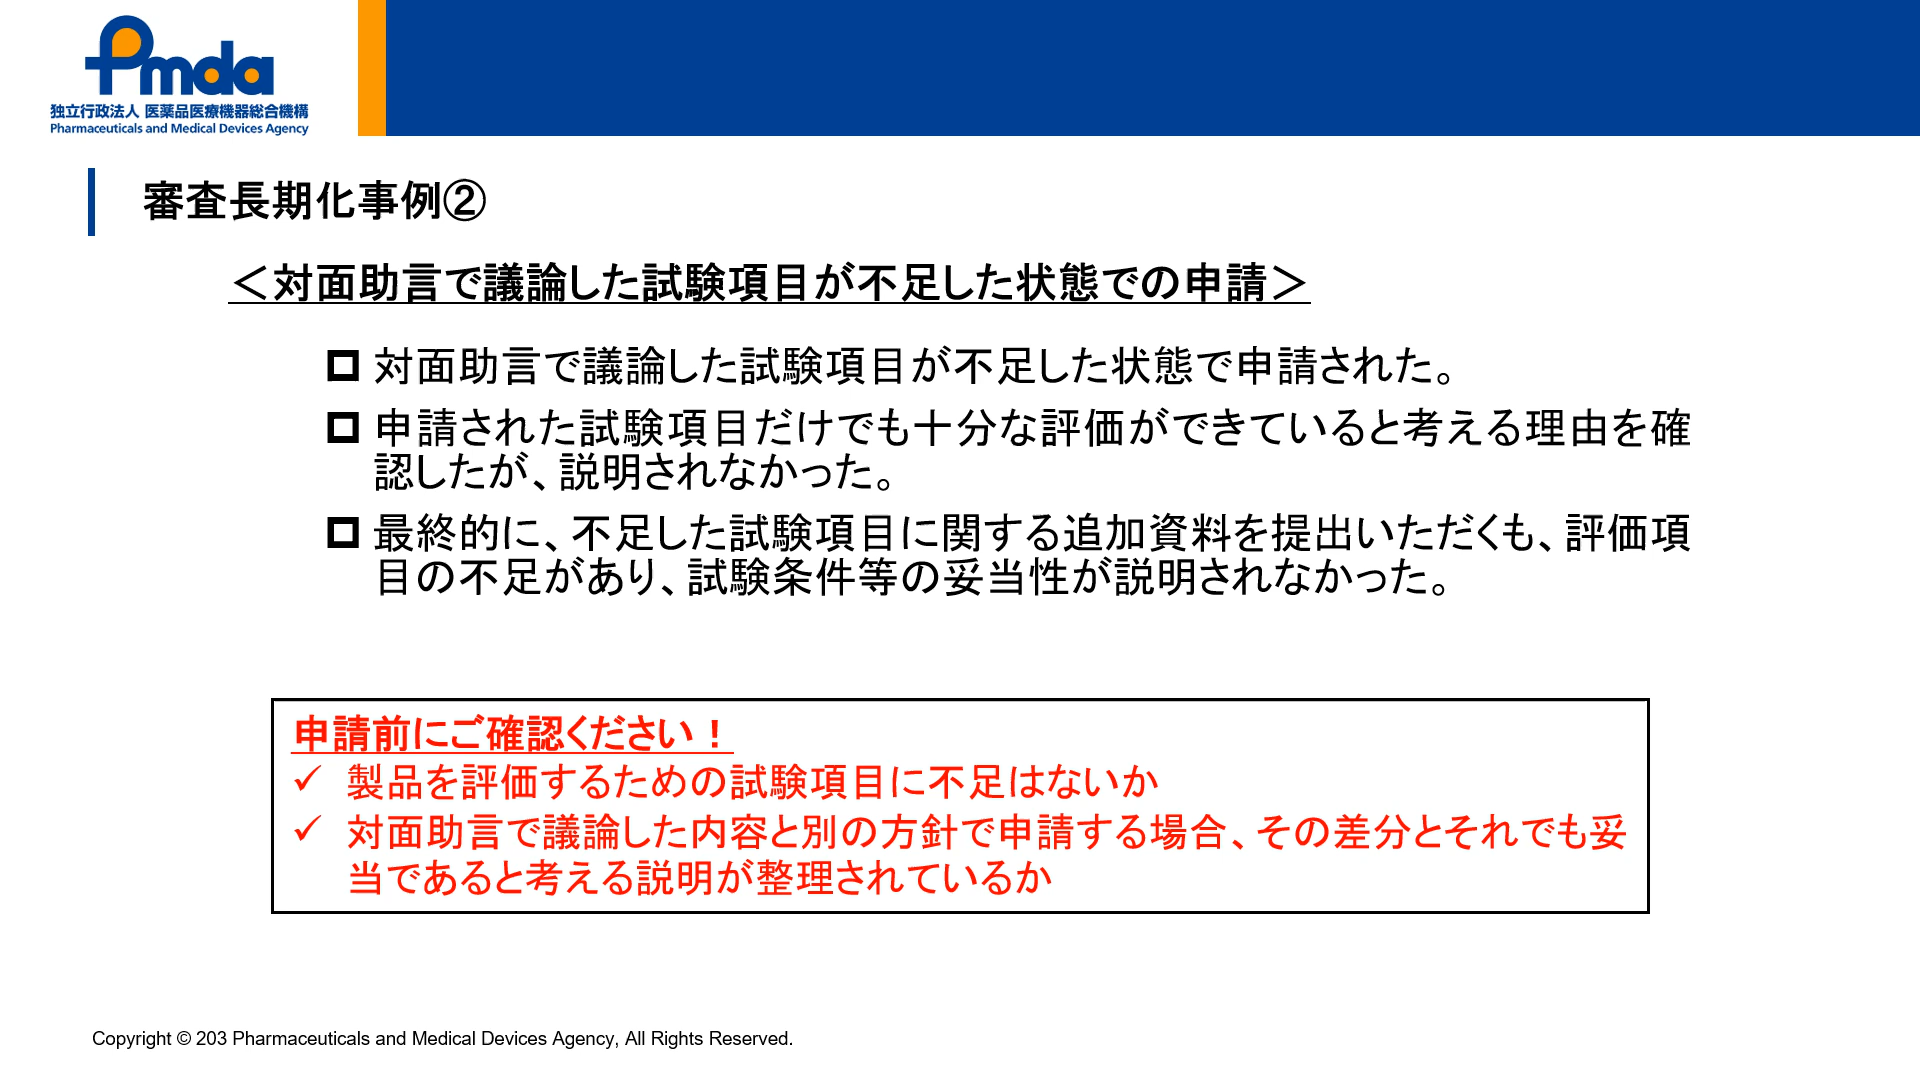 Pmda
独立行政法人 医薬品医療機器総合機構
Pharmaceuticals and Medical Devices Agency
審査長期化事例②
＜対面助言で議論した試験項目が不足した状態での申請＞
対面助言で議論した試験項目が不足した状態で申請された。
申請された試験項目だけでも十分な評価ができていると考える理由を確
認したが、説明されなかった。
最終的に、不足した試験項目に関する追加資料を提出いただくも、評価項
目の不足があり、試験条件等の妥当性が説明されなかった。
申請前にご確認ください！
✓ 製品を評価するための試験項目に不足はないか
✓ 対面助言で議論した内容と別の方針で申請する場合、その差分とそれでも妥
当であると考える説明が整理されているか
Copyright © 203 Pharmaceuticals and Medical Devices Agency, All Rights Reserved.